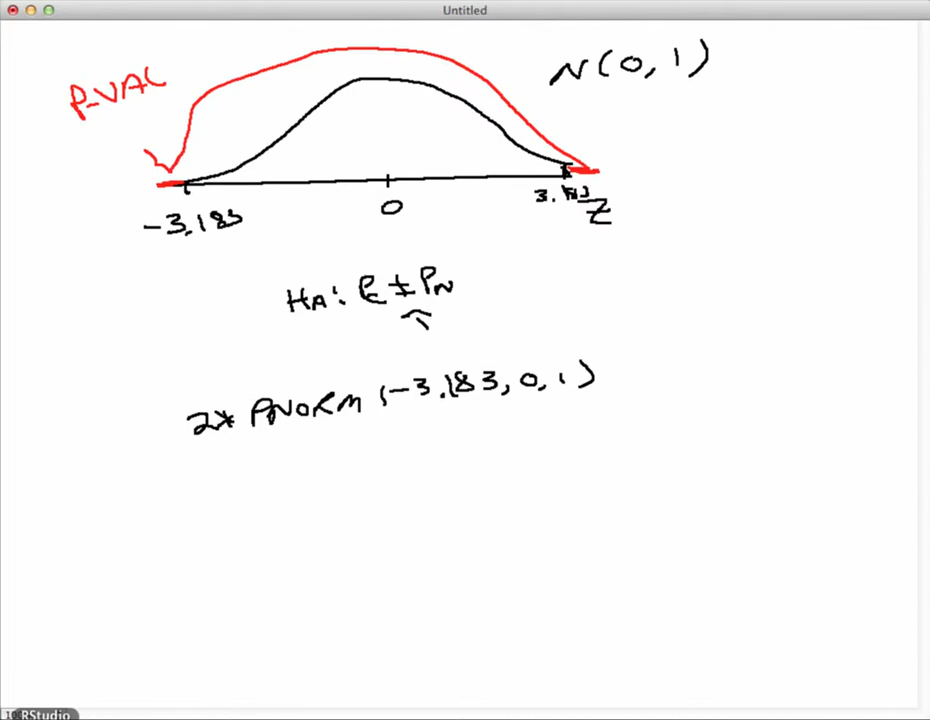 Untitled
N(0,1)
P-VAL
-3.183
0
Z
HA: Pc ≠ PN
2* PNORM (-3.183, 0, 1)
RStudio